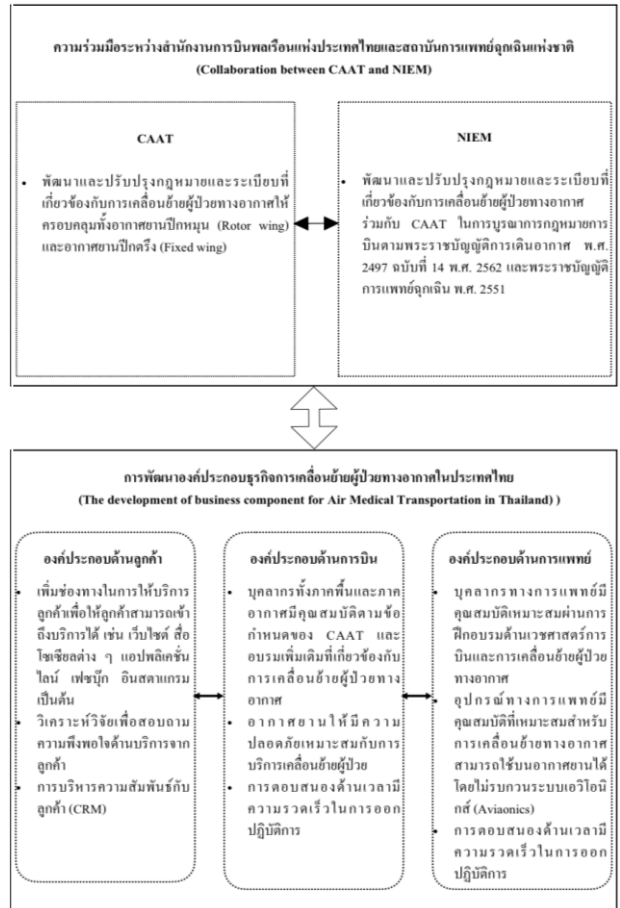 ความร่วมมือระหว่างสำนักงานการบินพลเรือนแห่งประเทศไทยและสถาบันการแพทย์ฉุกเฉินแห่งชาติ
(Collaboration between CAAT and NIEM)
CAAT
• พัฒนาและปรับปรุงกฎหมายและระเบียบที่
เกี่ยวข้องกับการเคลื่อนย้ายผู้ป่วยทางอากาศให้
ครอบคลุมทั้งอากาศยานปีกหมุน (Rotor wing)
และอากาศยานปีกตรึง (Fixed wing)
NIEM
• พัฒนาและปรับปรุงกฎหมายและระเบียบที่
เกี่ยวข้องกับการเคลื่อนย้ายผู้ป่วยทางอากาศ
ร่วมกับ CAAT ในการบูรณาการกฎหมายการ
บินตามพระราชบัญญัติการเดินอากาศ พ.ศ.
2497 ฉบับที่ 14 พ.ศ. 2562 และพระราชบัญญัติ
การแพทย์ฉุกเฉิน พ.ศ. 2551
การพัฒนาองค์ประกอบธุรกิจการเคลื่อนย้ายผู้ป่วยทางอากาศในประเทศไทย
(The development of business component for Air Medical Transportation in Thailand) )
องค์ประกอบด้านลูกค้า
• เพิ่มช่องทางในการให้บริการ
ลูกค้าเพื่อให้ลูกค้าสามารถเข้า
ถึงบริการได้ เช่น เว็บไซต์ สื่อ
โซเชียลต่าง ๆ แอปพลิเคชั่น
ไลน์ เฟซบุ๊ก อินสตาแกรม
เป็นต้น
• วิเคราะห์วิจัยเพื่อสอบถาม
ความพึงพอใจด้านบริการจาก
ลูกค้า
• การบริหารความสัมพันธ์กับ
ลูกค้า (CRM)
องค์ประกอบด้านการบิน
• บุคลากรทั้งภาคพื้นและภาค
อากาศมีคุณสมบัติตามข้อ
กำหนดของ CAAT และ
อบรมเพิ่มเติมที่เกี่ยวข้องกับ
การเคลื่อนย้ายผู้ป่วยทาง
อากาศ
• อากาศยานให้มีความ
ปลอดภัยเหมาะสมกับการ
บริการเคลื่อนย้ายผู้ป่วย
• การตอบสนองด้านเวลามี
ความรวดเร็วในการออก
ปฏิบัติการ
องค์ประกอบด้านการแพทย์
• บุคลากรทางการแพทย์มี
คุณสมบัติเหมาะสมผ่านการ
ฝึกอบรมด้านเวชศาสตร์การ
บินและการเคลื่อนย้ายผู้ป่วย
ทางอากาศ
• อุปกรณ์ทางการแพทย์มี
คุณสมบัติที่เหมาะสมสำหรับ
การเคลื่อนย้ายทางอากาศ
สามารถใช้บนอากาศยานได้
โดยไม่รบกวนระบบเอวิโอนิ
กส์ (Aviaonics)
• การตอบสนองด้านเวลามี
ความรวดเร็วในการออก
ปฏิบัติการ